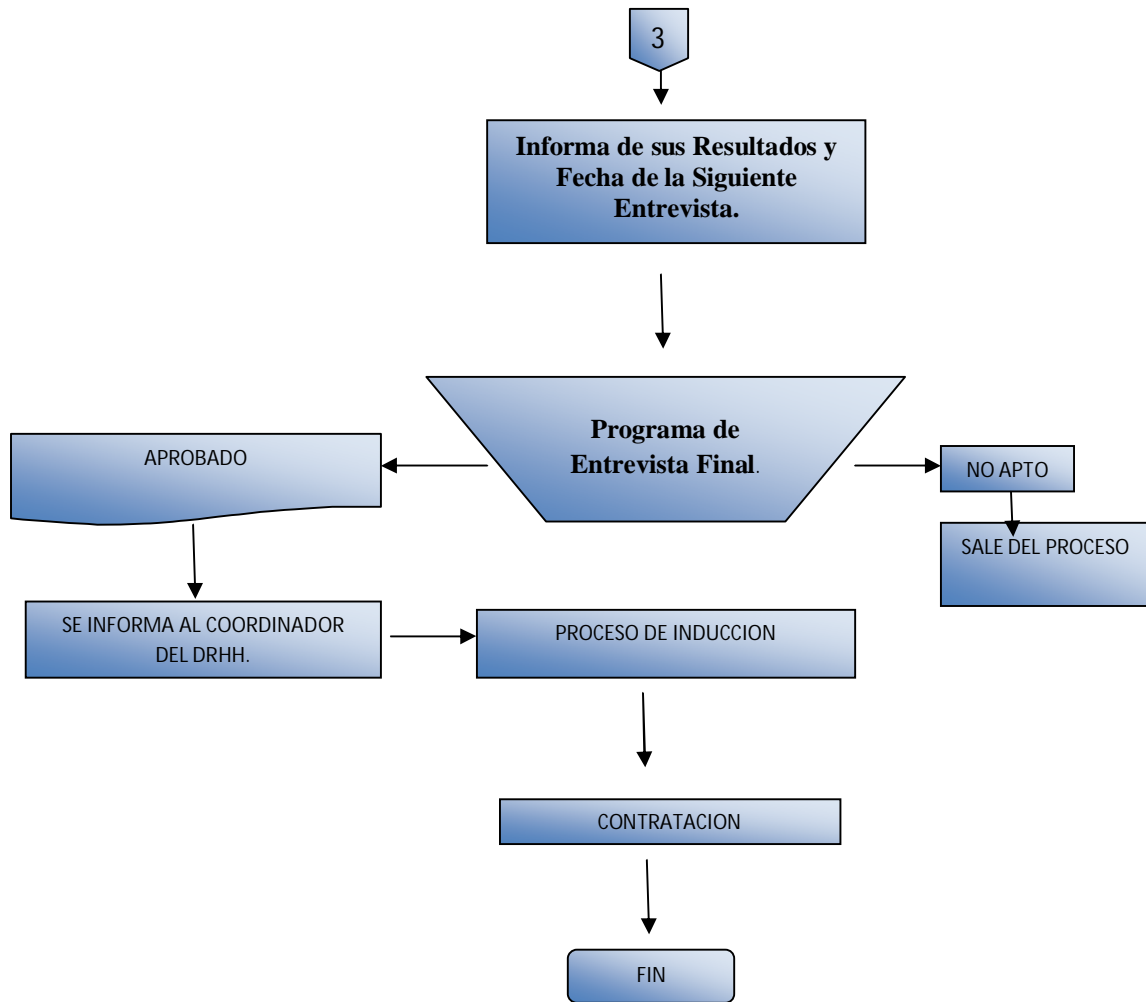 3
Informa de sus Resultados y
Fecha de la Siguiente
Entrevista.
Programa de
Entrevista Final.
APROBADO
NO APTO
SALE DEL PROCESO
SE INFORMA AL COORDINADOR
DEL DRHH.
PROCESO DE INDUCCION
CONTRATACION
FIN